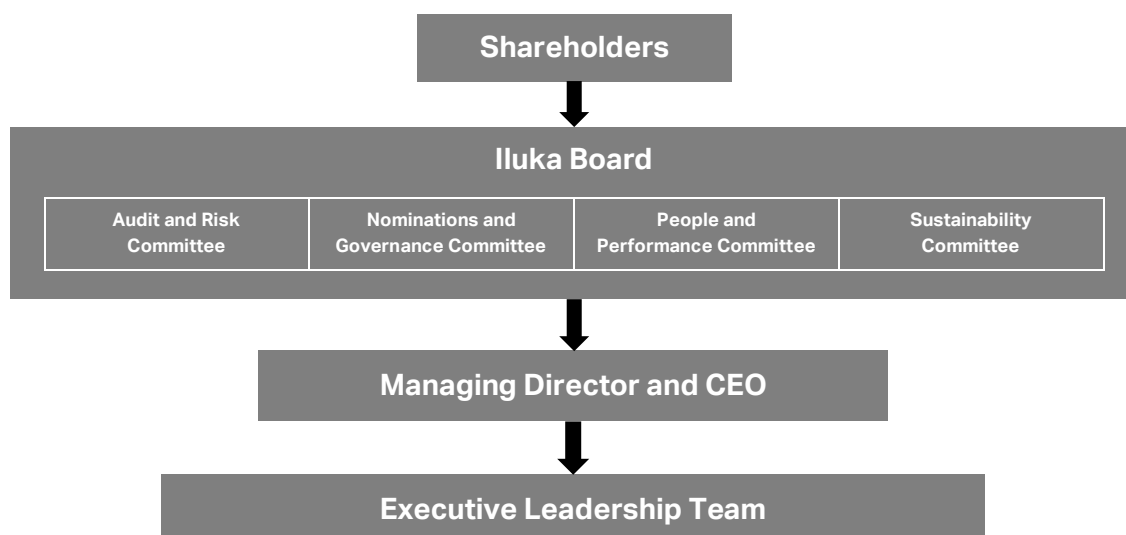 Shareholders
Iluka Board
Audit and Risk
Committee
Nominations and
Governance Committee
People and
Performance Committee
Sustainability
Committee
Managing Director and CEO
Executive Leadership Team